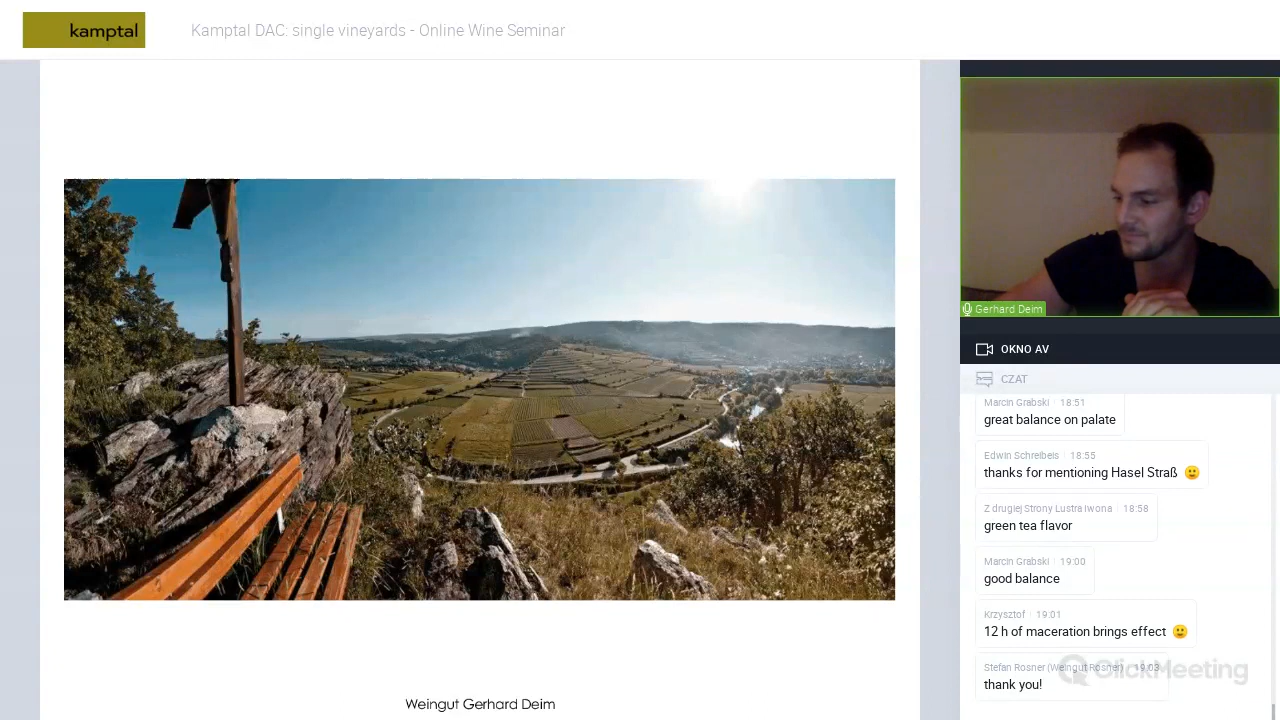 kamptal
Kamptal DAC: single vineyards - Online Wine Seminar
Weingut Gerhard Deim
Gerhard Deim
OKNO AV
CZAT
Marcin Grabski 18:51
great balance on palate
Edwin Schreibeis 18:55
thanks for mentioning Hasel Straß 🙂
Z drugiej Strony Lustra Iwona 18:58
green tea flavor
Marcin Grabski 19:00
good balance
Krzysztof 19:01
12 h of maceration brings effect 🙂
Stefan Rosner (Weingut Rosner) 19:03
thank you!
ClickMeeting